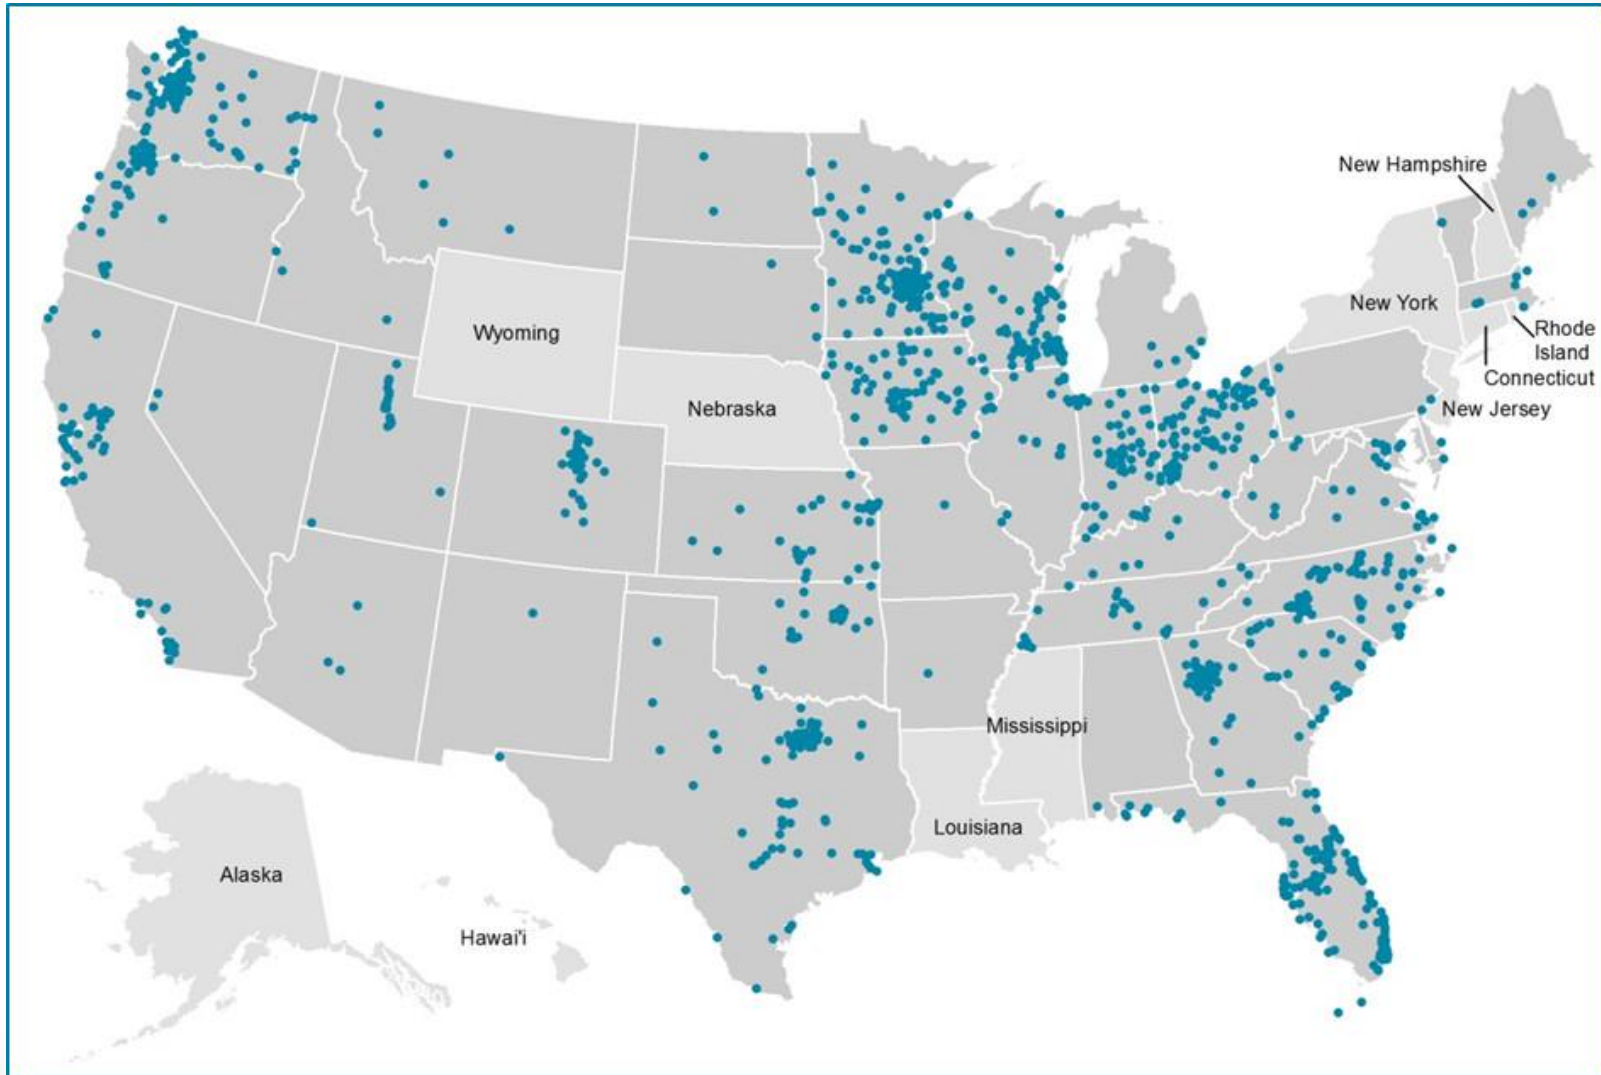 New Hampshire
New York
Rhode
Island
Connecticut
Wyoming
Nebraska
New Jersey
Mississippi
Louisiana
Alaska
Hawai'i